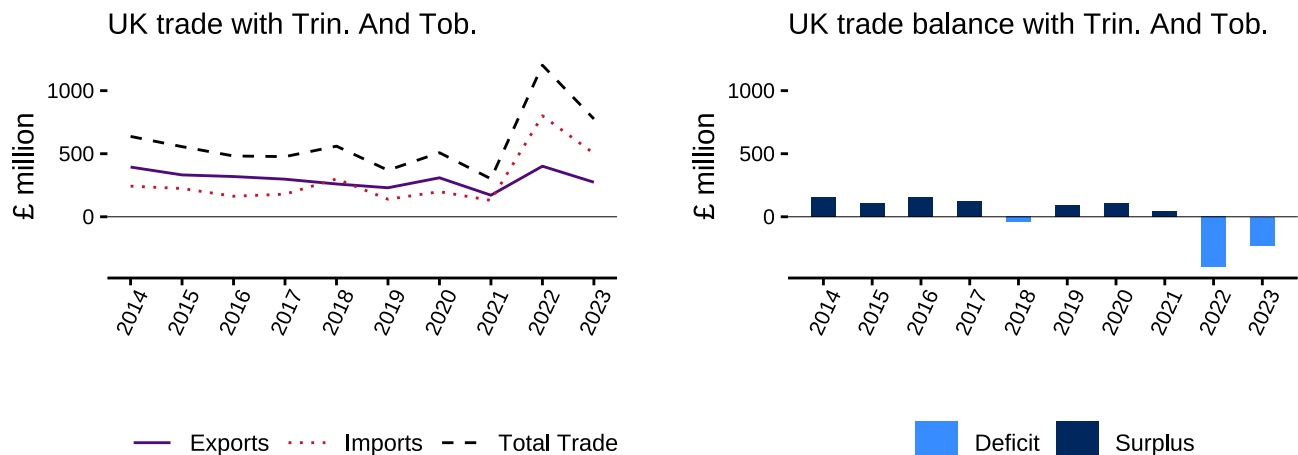 UK trade with Trin. And Tob.
£ million
1000
500
0
2014 2015 2016 2017 2018 2019 2020 2021 2022 2023
Exports Imports Total Trade
UK trade balance with Trin. And Tob.
£ million
1000
500
0
2014 2015 2016 2017 2018 2019 2020 2021 2022 2023
Deficit Surplus